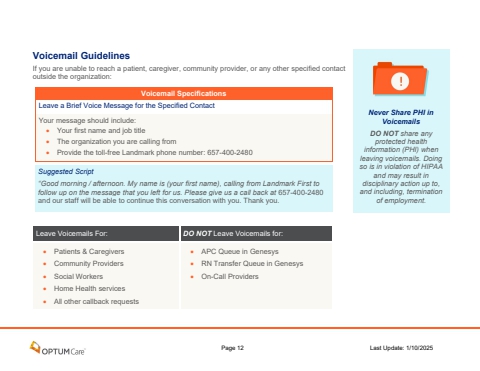 Voicemail Guidelines
If you are unable to reach a patient, caregiver, community provider, or any other specified contact
outside the organization:
Voicemail Specifications
Leave a Brief Voice Message for the Specified Contact
Your message should include:
• Your first name and job title
• The organization you are calling from
• Provide the toll-free Landmark phone number: 657-400-2480
Suggested Script
"Good morning / afternoon. My name is (your first name), calling from Landmark First to
follow up on the message that you left for us. Please give us a call back at 657-400-2480
and our staff will be able to continue this conversation with you. Thank you.
Never Share PHI in
Voicemails
DO NOT share any
protected health
information (PHI) when
leaving voicemails. Doing
so is in violation of HIPAA
and may result in
disciplinary action up to,
and including, termination
of employment.
Leave Voicemails For:
• Patients & Caregivers
• Community Providers
• Social Workers
• Home Health services
• All other callback requests
DO NOT Leave Voicemails for:
• APC Queue in Genesys
• RN Transfer Queue in Genesys
• On-Call Providers
OPTUMCare
Page 12
Last Update: 1/10/2025